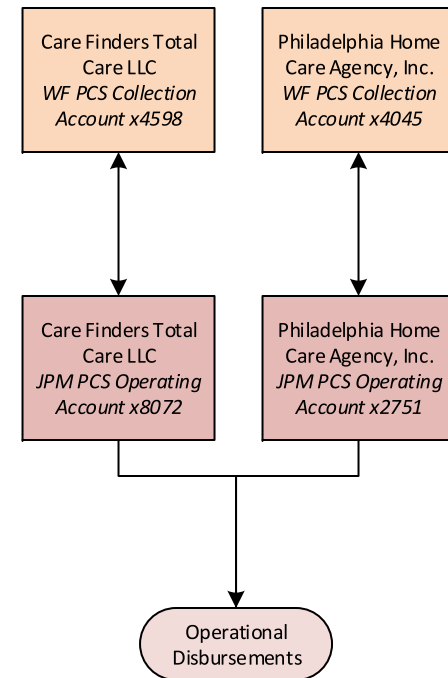 Care Finders Total
Care LLC
WF PCS Collection
Account x4598
Philadelphia Home
Care Agency, Inc.
WF PCS Collection
Account x4045
Care Finders Total
Care LLC
JPM PCS Operating
Account x8072
Philadelphia Home
Care Agency, Inc.
JPM PCS Operating
Account x2751
Operational
Disbursements